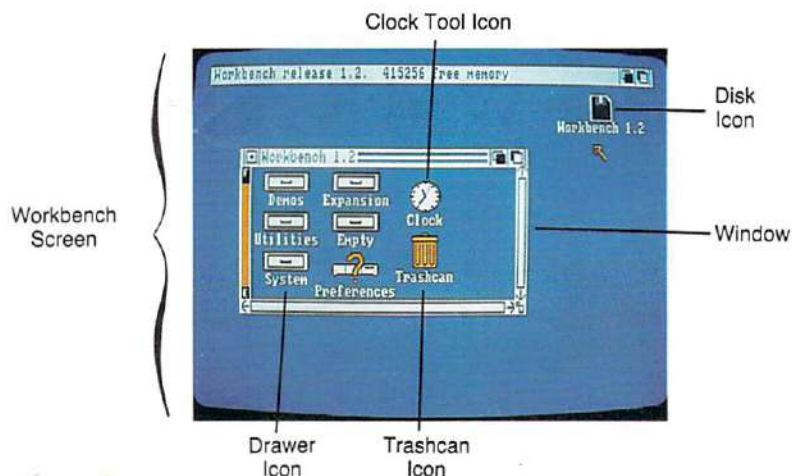 Clock Tool Icon
Workbench release 1.2. 415256 free memory
Disk
Icon
Workbench 1.2
Workbench 1.2
Demos Expansion
Clock
Workbench
Screen
Window
Utilities Empty
Trashcan
System
Preferences
Drawer
Icon
Trashcan
Icon